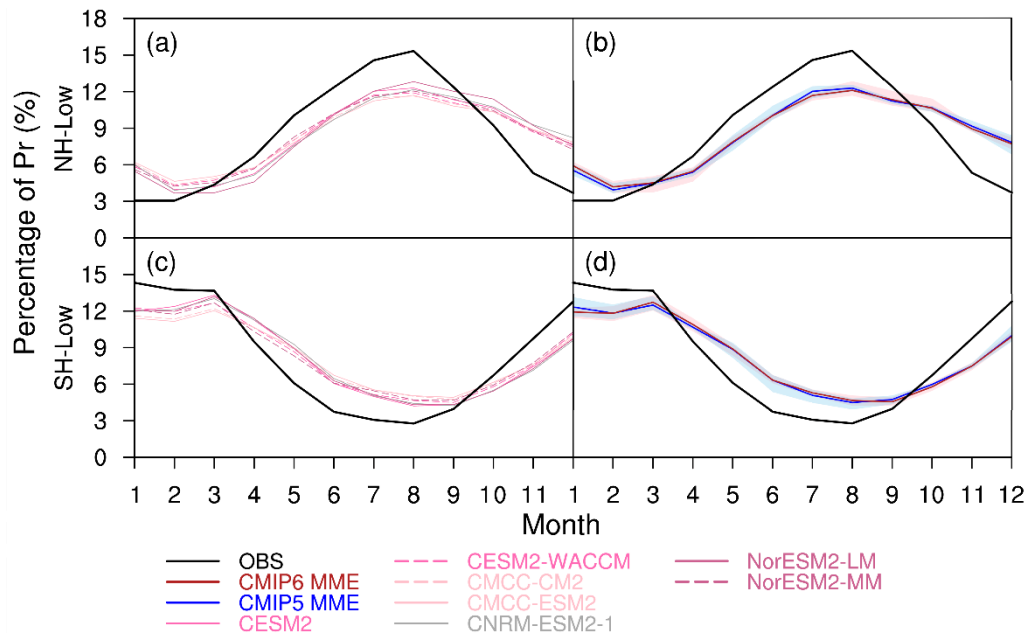 18
15
12
9
6
3
0
(a)
(b)
NH-Low
Percentage of Pr (%)
15
12
9
6
3
0
(c)
(d)
SH-Low
1 2 3 4 5 6 7 8 9 10 11 1 2 3 4 5 6 7 8 9 10 11 12
Month
OBS
CMIP6 MME
CMIP5 MME
CESM2
CESM2-WACCM
CMCC-CM2
CMCC-ESM2
CNRM-ESM2-1
NorESM2-LM
NorESM2-MM